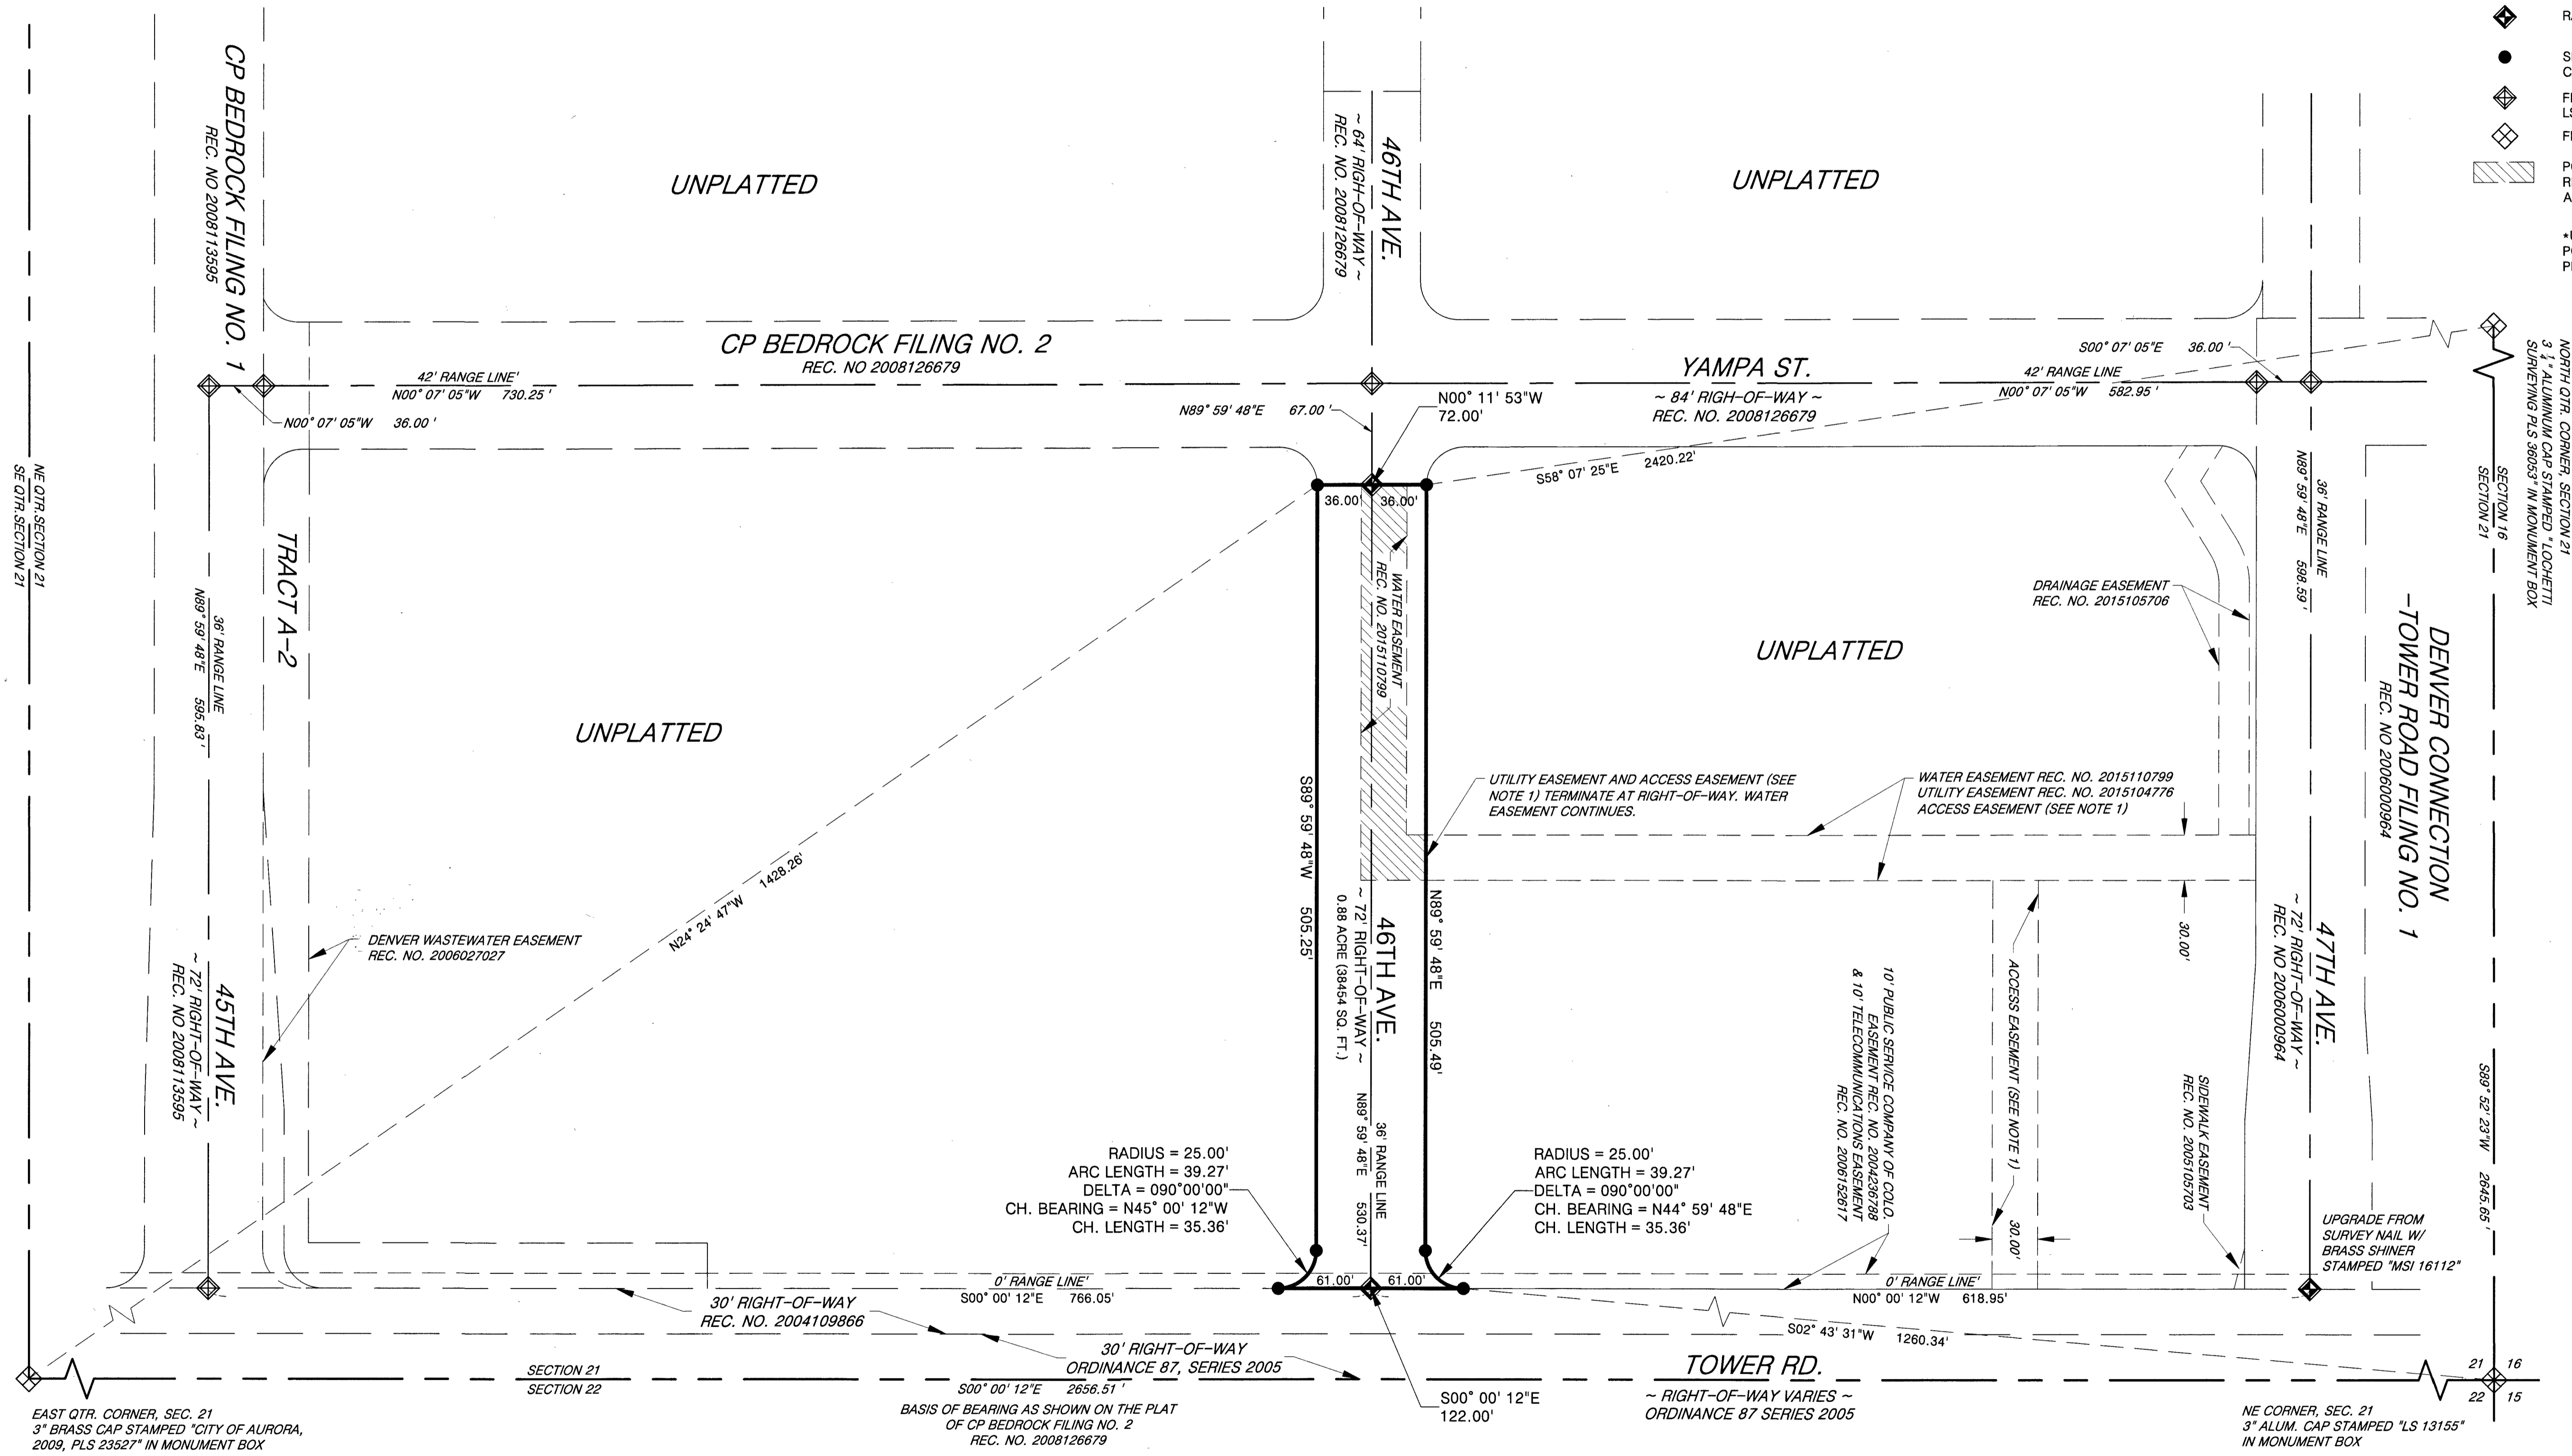 CP BEDROCK FILING NO. 1
REC. NO 2008113595
UNPLATTED
46TH AVE.
~ 64' RIGH-OF-WAY ~
REC. NO. 2008126679
UNPLATTED
CP BEDROCK FILING NO. 2
REC. NO 2008126679
42' RANGE LINE'
N00° 07' 05"W 730.25 '
N00° 07' 05"W 36.00 '
N89° 59' 48"E 67.00 '
N00° 11' 53"W
72.00'
YAMPA ST.
~ 84' RIGH-OF-WAY ~
REC. NO. 2008126679
42' RANGE LINE
N00° 07' 05"W 582.95 '
S00° 07' 05"E 36.00 '
S58° 07' 25"E 2420.22'
NORTH QTR. CORNER, SECTION 21
3 ¼" ALUMINUM CAP STAMPED " LOCHETTI
SURVEYING PLS 36053" IN MONUMENT BOX
SECTION 16
SECTION 21
NE QTR.SECTION 21
SE QTR.SECTION 21
TRACT A-2
36' RANGE LINE
N89° 59' 48"E 595.83 '
UNPLATTED
N24° 24' 47"W 1428.26'
DENVER WASTEWATER EASEMENT
REC. NO. 2006027027
45TH AVE.
~ 72' RIGHT-OF-WAY ~
REC. NO 2008113595
36.00'
36.00'
WATER EASEMENT
REC. NO. 2015110799
S89° 59' 48"W 505.25'
N89° 59' 48"E 505.49'
46TH AVE.
~ 72' RIGHT-OF-WAY ~
0.88 ACRE (38454 SQ. FT.)
36' RANGE LINE
N89° 59' 48"E 530.37'
UTILITY EASEMENT AND ACCESS EASEMENT (SEE
NOTE 1) TERMINATE AT RIGHT-OF-WAY. WATER
EASEMENT CONTINUES.
UNPLATTED
DRAINAGE EASEMENT
REC. NO. 2015105706
WATER EASEMENT REC. NO. 2015110799
UTILITY EASEMENT REC. NO. 2015104776
ACCESS EASEMENT (SEE NOTE 1)
30.00'
36' RANGE LINE
N89° 59' 48"E 598.59 '
DENVER CONNECTION
-TOWER ROAD FILING NO. 1
REC. NO 2006000964
47TH AVE.
~ 72' RIGHT-OF-WAY ~
REC. NO 2006000964
S89° 52' 23"W 2645.65 '
RADIUS = 25.00'
ARC LENGTH = 39.27'
DELTA = 090°00'00"
CH. BEARING = N45° 00' 12"W
CH. LENGTH = 35.36'
RADIUS = 25.00'
ARC LENGTH = 39.27'
DELTA = 090°00'00"
CH. BEARING = N44° 59' 48"E
CH. LENGTH = 35.36'
10' PUBLIC SERVICE COMPANY OF COLO.
EASEMENT REC. NO. 2004236788
& 10' TELECOMMUNICATIONS EASEMENT
REC. NO. 2006152617
ACCESS EASEMENT (SEE NOTE 1)
30.00'
SIDEWALK EASEMENT
REC. NO. 2005105703
UPGRADE FROM
SURVEY NAIL W/
BRASS SHINER
STAMPED "MSI 16112"
0' RANGE LINE'
S00° 00' 12"E 766.05'
61.00'
61.00'
0' RANGE LINE'
N00° 00' 12"W 618.95'
30' RIGHT-OF-WAY
REC. NO. 2004109866
30' RIGHT-OF-WAY
ORDINANCE 87, SERIES 2005
S02° 43' 31"W 1260.34'
SECTION 21
SECTION 22
S00° 00' 12"E 2656.51 '
BASIS OF BEARING AS SHOWN ON THE PLAT
OF CP BEDROCK FILING NO. 2
REC. NO. 2008126679
S00° 00' 12"E
122.00'
TOWER RD.
~ RIGHT-OF-WAY VARIES ~
ORDINANCE 87 SERIES 2005
21 16
22 15
EAST QTR. CORNER, SEC. 21
3" BRASS CAP STAMPED "CITY OF AURORA,
2009, PLS 23527" IN MONUMENT BOX
NE CORNER, SEC. 21
3" ALUM. CAP STAMPED "LS 13155"
IN MONUMENT BOX